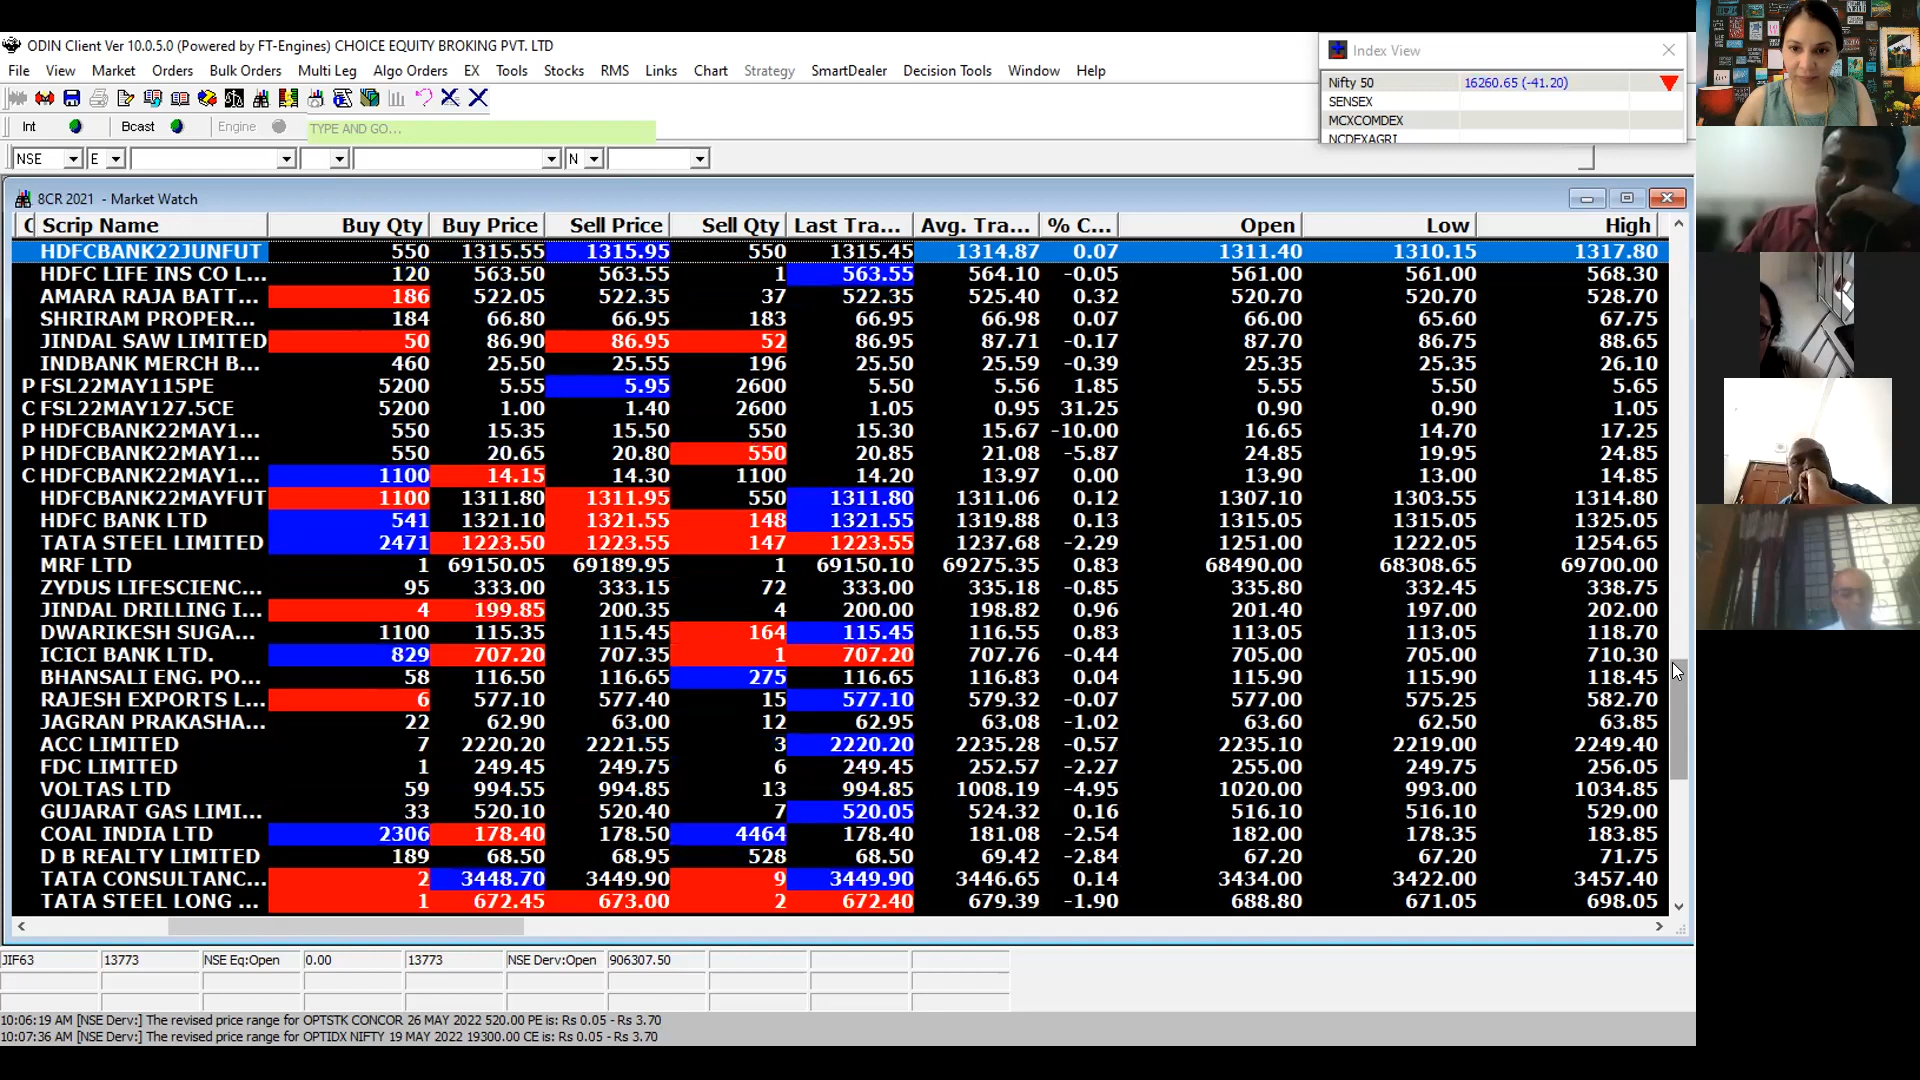 ODIN Client Ver 10.0.5.0 (Powered by FT-Engines) CHOICE EQUITY BROKING PVT. LTD
File View Market Orders Bulk Orders Multi Leg Algo Orders EX Tools Stocks RMS Links Chart Strategy SmartDealer Decision Tools Window Help
Index View
Nifty 50 16260.65 (-41.20)
SENSEX
MCXCOMDEX
NCDEXAGRI
Int Bcast Engine TYPE AND GO...
NSE E N
8CR 2021 - Market Watch
C Scrip Name Buy Qty Buy Price Sell Price Sell Qty Last Tra... Avg. Tra... % C... Open Low High
HDFCBANK22JUNFUT 550 1315.55 1315.95 550 1315.45 1314.87 0.07 1311.40 1310.15 1317.80
HDFC LIFE INS CO L... 120 563.50 563.55 1 563.55 564.10 -0.05 561.00 561.00 568.30
AMARA RAJA BATT... 186 522.05 522.35 37 522.35 525.40 0.32 520.70 520.70 528.70
SHRIRAM PROPER... 184 66.80 66.95 183 66.95 66.98 0.07 66.00 65.60 67.75
JINDAL SAW LIMITED 50 86.90 86.95 52 86.95 87.71 -0.17 87.70 86.75 88.65
INDBANK MERCH B... 460 25.50 25.55 196 25.50 25.59 -0.39 25.35 25.35 26.10
P FSL22MAY115PE 5200 5.55 5.95 2600 5.50 5.56 1.85 5.55 5.50 5.65
C FSL22MAY127.5CE 5200 1.00 1.40 2600 1.05 0.95 31.25 0.90 0.90 1.05
P HDFCBANK22MAY1... 550 15.35 15.50 550 15.30 15.67 -10.00 16.65 14.70 17.25
P HDFCBANK22MAY1... 550 20.65 20.80 550 20.85 21.08 -5.87 24.85 19.95 24.85
C HDFCBANK22MAY1... 1100 14.15 14.30 1100 14.20 13.97 0.00 13.90 13.00 14.85
HDFCBANK22MAYFUT 1100 1311.80 1311.95 550 1311.80 1311.06 0.12 1307.10 1303.55 1314.80
HDFC BANK LTD 541 1321.10 1321.55 148 1321.55 1319.88 0.13 1315.05 1315.05 1325.05
TATA STEEL LIMITED 2471 1223.50 1223.55 147 1223.55 1237.68 -2.29 1251.00 1222.05 1254.65
MRF LTD 1 69150.05 69189.95 1 69150.10 69275.35 0.83 68490.00 68308.65 69700.00
ZYDUS LIFESCIENC... 95 333.00 333.15 72 333.00 335.18 -0.85 335.80 332.45 338.75
JINDAL DRILLING I... 4 199.85 200.35 4 200.00 198.82 0.96 201.40 197.00 202.00
DWARIKESH SUGA... 1100 115.35 115.45 164 115.45 116.55 0.83 113.05 113.05 118.70
ICICI BANK LTD. 829 707.20 707.35 1 707.20 707.76 -0.44 705.00 705.00 710.30
BHANSALI ENG. PO... 58 116.50 116.65 275 116.65 116.83 0.04 115.90 115.90 118.45
RAJESH EXPORTS L... 6 577.10 577.40 15 577.10 579.32 -0.07 577.00 575.25 582.70
JAGRAN PRAKASHA... 22 62.90 63.00 12 62.95 63.08 -1.02 63.60 62.50 63.85
ACC LIMITED 7 2220.20 2221.55 3 2220.20 2235.28 -0.57 2235.10 2219.00 2249.40
FDC LIMITED 1 249.45 249.75 6 249.45 252.57 -2.27 255.00 249.75 256.05
VOLTAS LTD 59 994.55 994.85 13 994.85 1008.19 -4.95 1020.00 993.00 1034.85
GUJARAT GAS LIMI... 33 520.10 520.40 7 520.05 524.32 0.16 516.10 516.10 529.00
COAL INDIA LTD 2306 178.40 178.50 4464 178.40 181.08 -2.54 182.00 178.35 183.85
D B REALTY LIMITED 189 68.50 68.95 528 68.50 69.42 -2.84 67.20 67.20 71.75
TATA CONSULTANC... 2 3448.70 3449.90 9 3449.90 3446.65 0.14 3434.00 3422.00 3457.40
TATA STEEL LONG ... 1 672.45 673.00 2 672.40 679.39 -1.90 688.80 671.05 698.05
JIF63 13773 NSE Eq:Open 0.00 13773 NSE Derv:Open 906307.50
10:06:19 AM [NSE Derv:] The revised price range for OPTSTK CONCOR 26 MAY 2022 520.00 PE is: Rs 0.05 - Rs 3.70
10:07:36 AM [NSE Derv:] The revised price range for OPTIDX NIFTY 19 MAY 2022 19300.00 CE is: Rs 0.05 - Rs 3.70